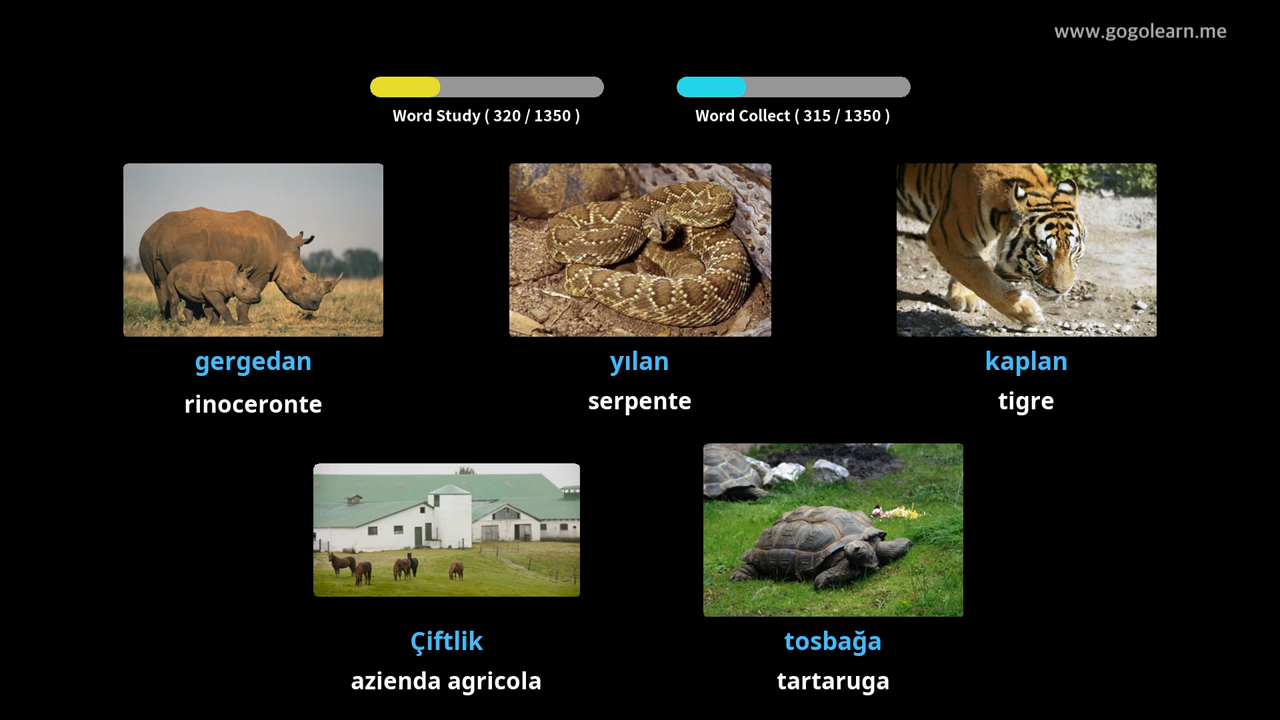 www.gogolearn.me
Word Study ( 320 / 1350 )
Word Collect ( 315 / 1350 )
gergedan
rinoceronte
yılan
serpente
kaplan
tigre
Çiftlik
azienda agricola
tosbağa
tartaruga